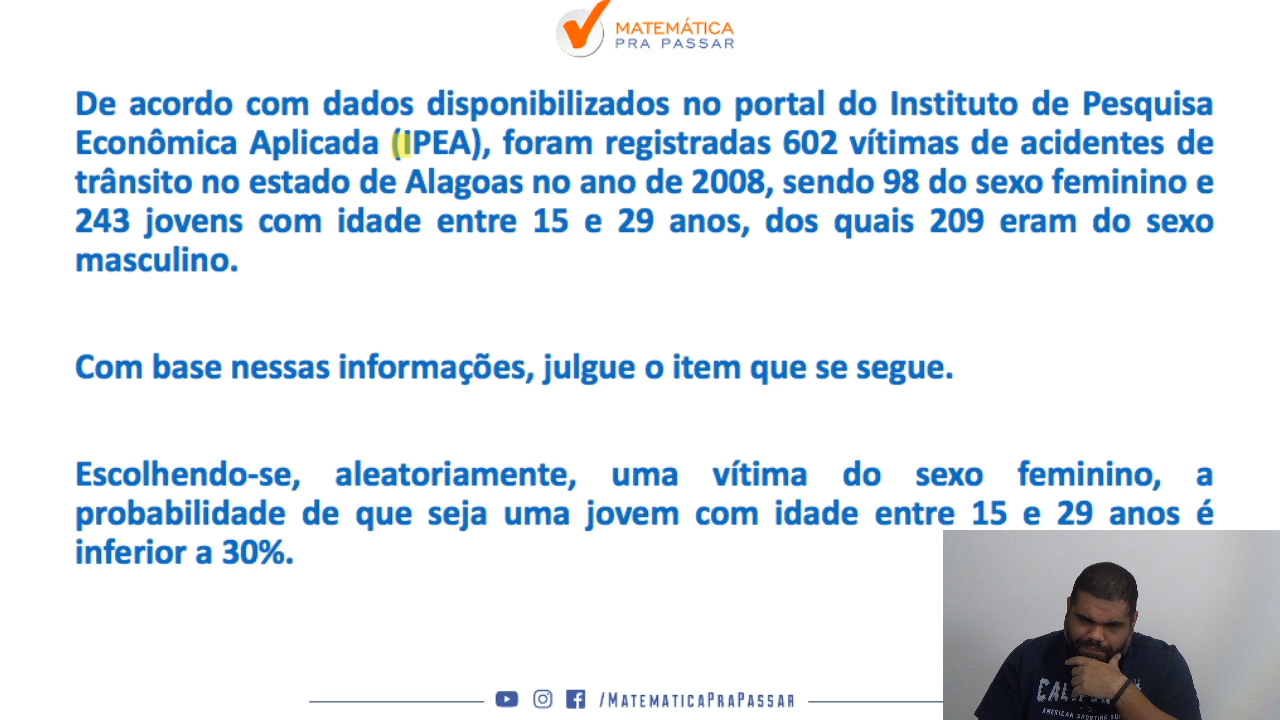 MATEMÁTICA
PRA PASSAR
De acordo com dados disponibilizados no portal do Instituto de Pesquisa
Econômica Aplicada (IPEA), foram registradas 602 vítimas de acidentes de
trânsito no estado de Alagoas no ano de 2008, sendo 98 do sexo feminino e
243 jovens com idade entre 15 e 29 anos, dos quais 209 eram do sexo
masculino.
Com base nessas informações, julgue o item que se segue.
Escolhendo-se, aleatoriamente, uma vítima do sexo feminino, a
probabilidade de que seja uma jovem com idade entre 15 e 29 anos é
inferior a 30%.
/MATEMATICAPRAPASSAR
AMERICAN SPORTING